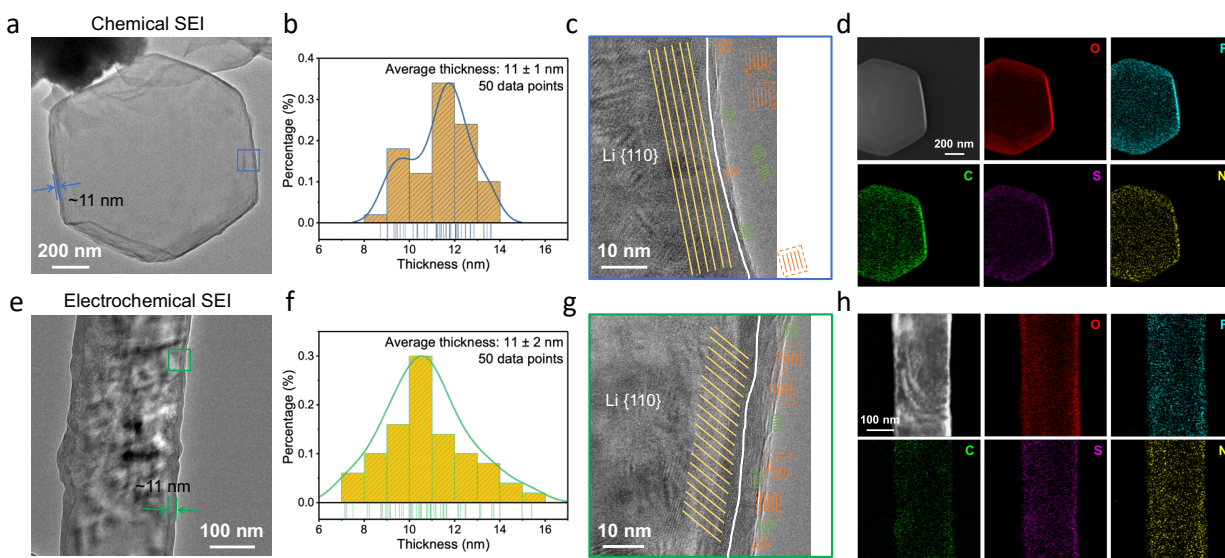 a
Chemical SEI
~11 nm
200 nm
b
Average thickness: 11 ± 1 nm
50 data points
Percentage (%)
0.4
0.3
0.2
0.1
0.0
6 8 10 12 14 16
Thickness (nm)
c
Li {110}
10 nm
d
200 nm
O
F
C
S
N
e
Electrochemical SEI
~11 nm
100 nm
f
Average thickness: 11 ± 2 nm
50 data points
Percentage (%)
0.4
0.3
0.2
0.1
0.0
6 8 10 12 14 16
Thickness (nm)
g
Li {110}
10 nm
h
100 nm
O
F
C
S
N